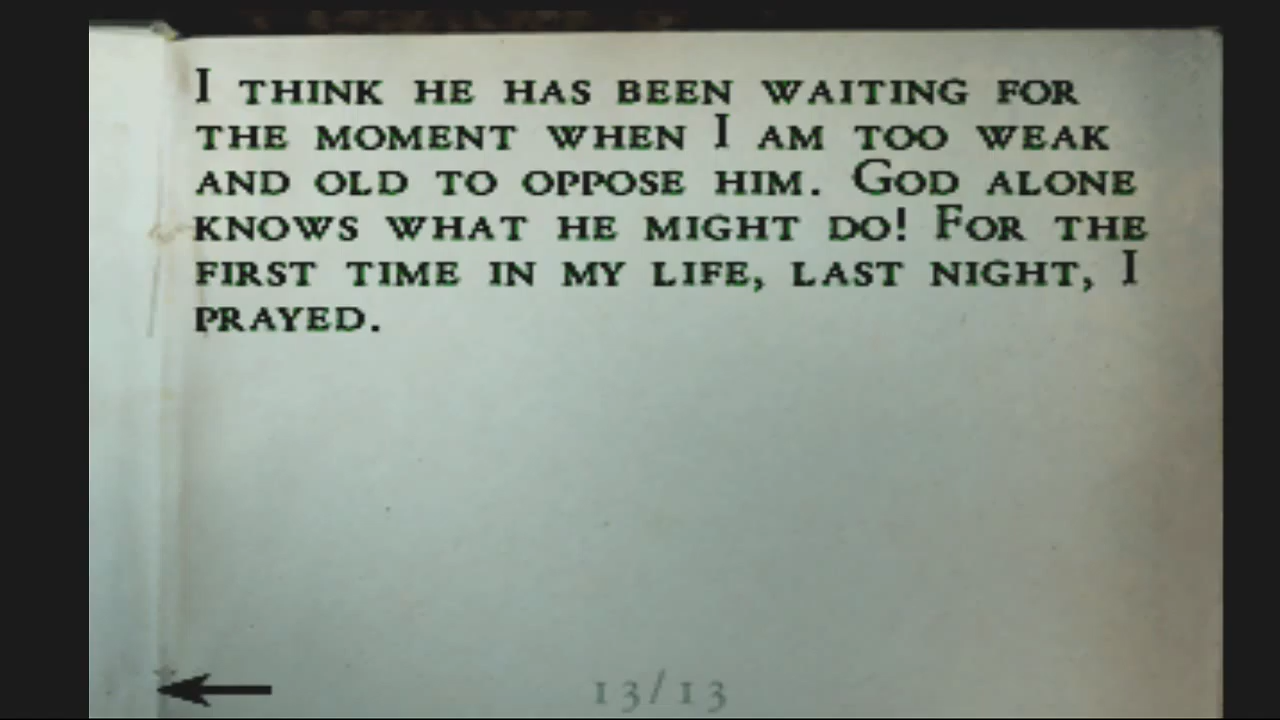 I THINK HE HAS BEEN WAITING FOR
THE MOMENT WHEN I AM TOO WEAK
AND OLD TO OPPOSE HIM. GOD ALONE
KNOWS WHAT HE MIGHT DO! FOR THE
FIRST TIME IN MY LIFE, LAST NIGHT, I
PRAYED.
13/13